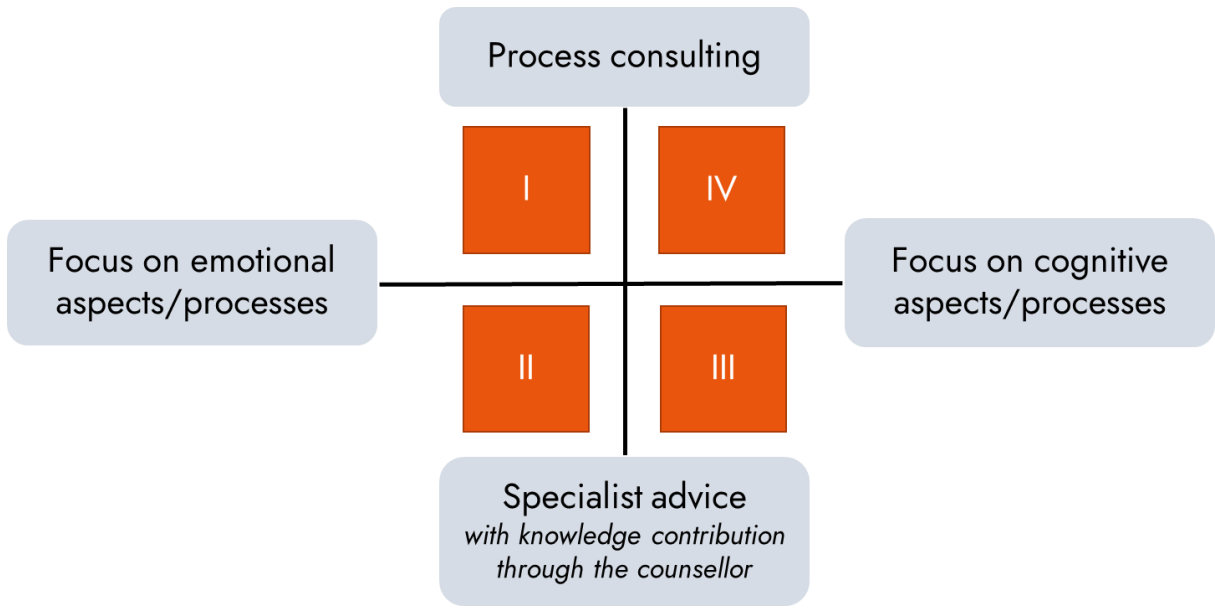 Process consulting
I
IV
Focus on emotional
aspects/processes
Focus on cognitive
aspects/processes
II
III
Specialist advice
with knowledge contribution
through the counsellor